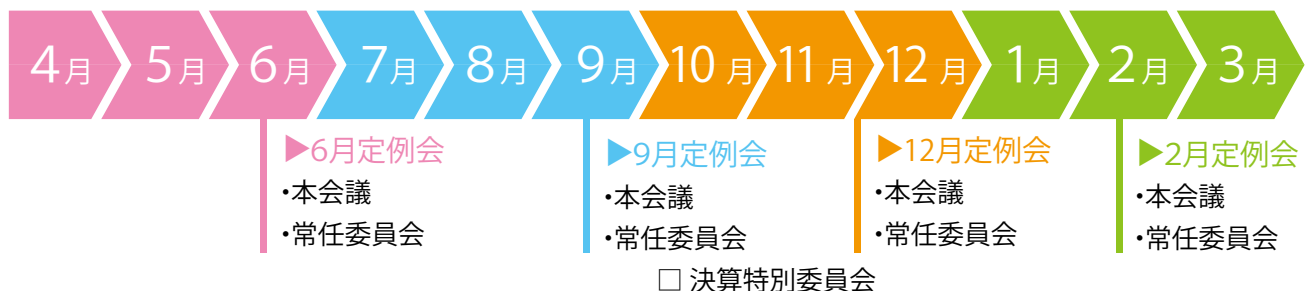 4月 5月 6月 7月 8月 9月 10月 11月 12月 1月 2月 3月
▶6月定例会
・本会議
・常任委員会
▶9月定例会
・本会議
・常任委員会
□ 決算特別委員会
▶12月定例会
・本会議
・常任委員会
▶2月定例会
・本会議
・常任委員会